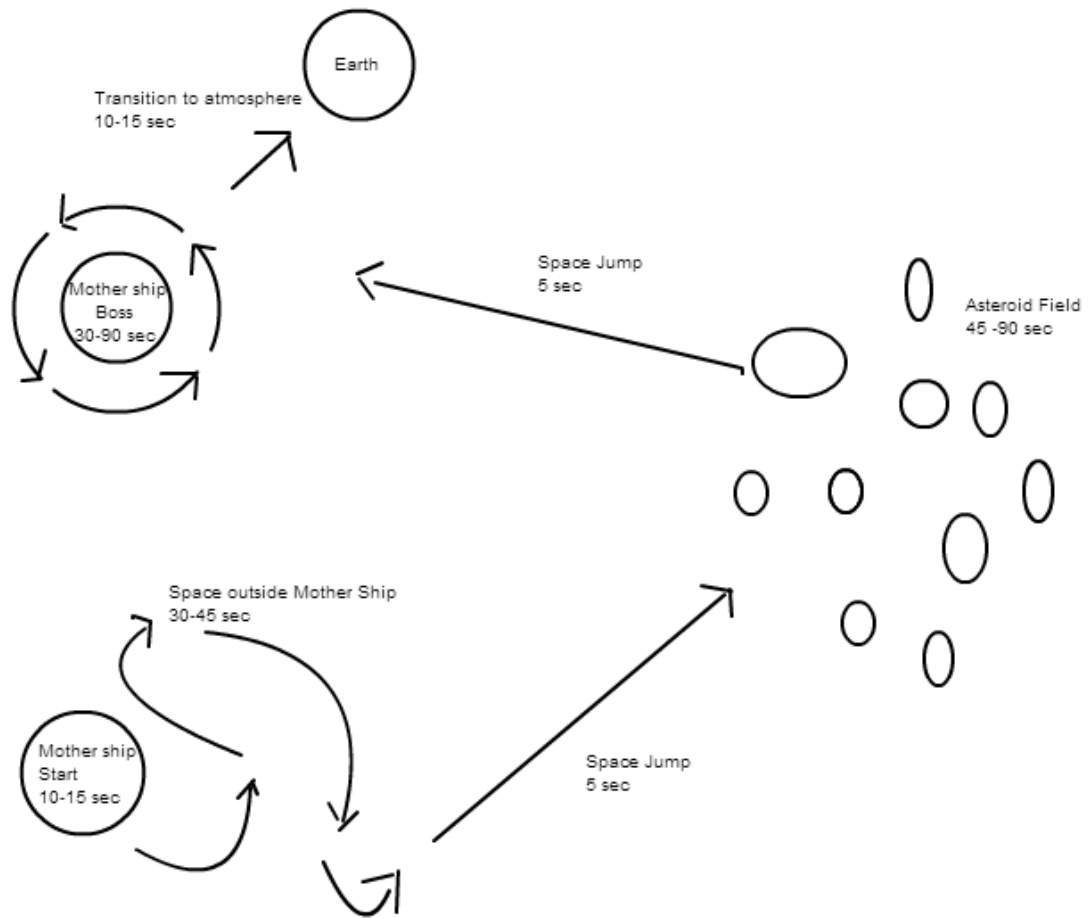 Earth
Transition to atmosphere
10-15 sec
Space Jump
5 sec
Mother ship
Boss
30-90 sec
Asteroid Field
45 -90 sec
Space outside Mother Ship
30-45 sec
Mother ship
Start
10-15 sec
Space Jump
5 sec